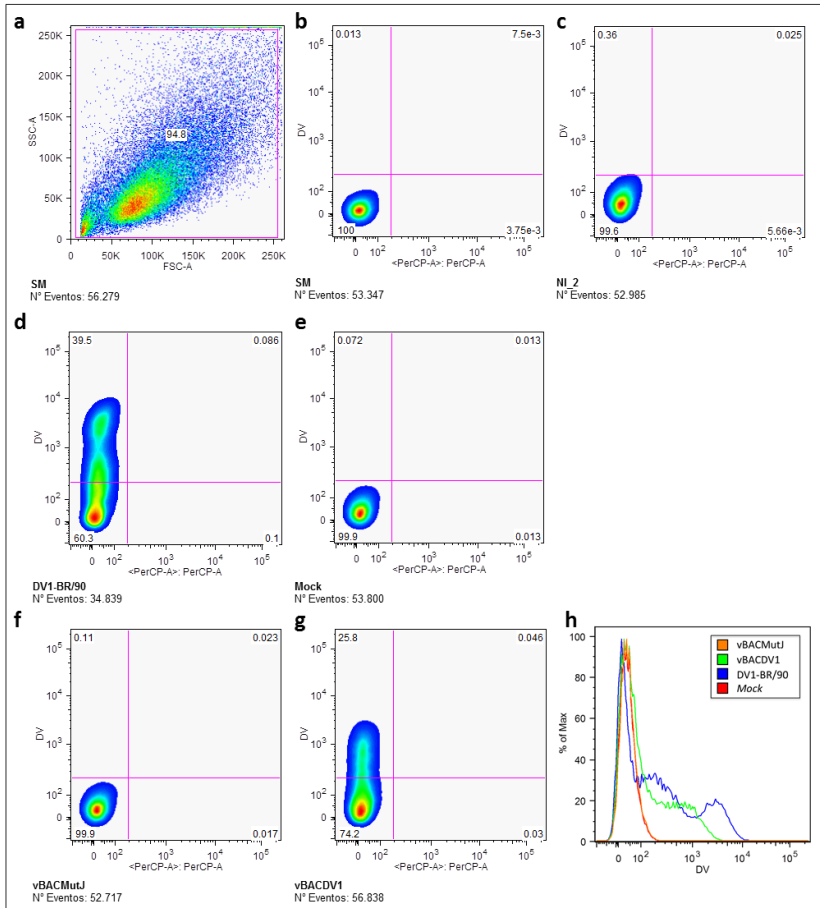 a
250K
200K
150K
100K
50K
0
SSC-A
94.8
0 50K 100K 150K 200K 250K
FSC-A
SM
N° Eventos: 56.279
b
0.013 7.5e-3
10^5
10^4
10^3
10^2
0
DV
100 3.75e-3
0 10^2 10^3 10^4 10^5
<PerCP-A>: PerCP-A
SM
N° Eventos: 53.347
c
0.36 0.025
10^5
10^4
10^3
10^2
0
DV
99.6 5.66e-3
0 10^2 10^3 10^4 10^5
<PerCP-A>: PerCP-A
NI_2
N° Eventos: 52.985
d
39.5 0.086
10^5
10^4
10^3
10^2
0
DV
60.3 0.1
0 10^2 10^3 10^4 10^5
<PerCP-A>: PerCP-A
DV1-BR/90
N° Eventos: 34.839
e
0.072 0.013
10^5
10^4
10^3
10^2
0
DV
99.9 0.013
0 10^2 10^3 10^4 10^5
<PerCP-A>: PerCP-A
Mock
N° Eventos: 53.800
f
0.11 0.023
10^5
10^4
10^3
10^2
0
DV
99.9 0.017
0 10^2 10^3 10^4 10^5
<PerCP-A>: PerCP-A
vBACMutJ
N° Eventos: 52.717
g
25.8 0.046
10^5
10^4
10^3
10^2
0
DV
74.2 0.03
0 10^2 10^3 10^4 10^5
<PerCP-A>: PerCP-A
vBACDV1
N° Eventos: 56.838
h
100
80
60
40
20
0
% of Max
vBACMutJ
vBACDV1
DV1-BR/90
Mock
0 10^2 10^3 10^4 10^5
DV